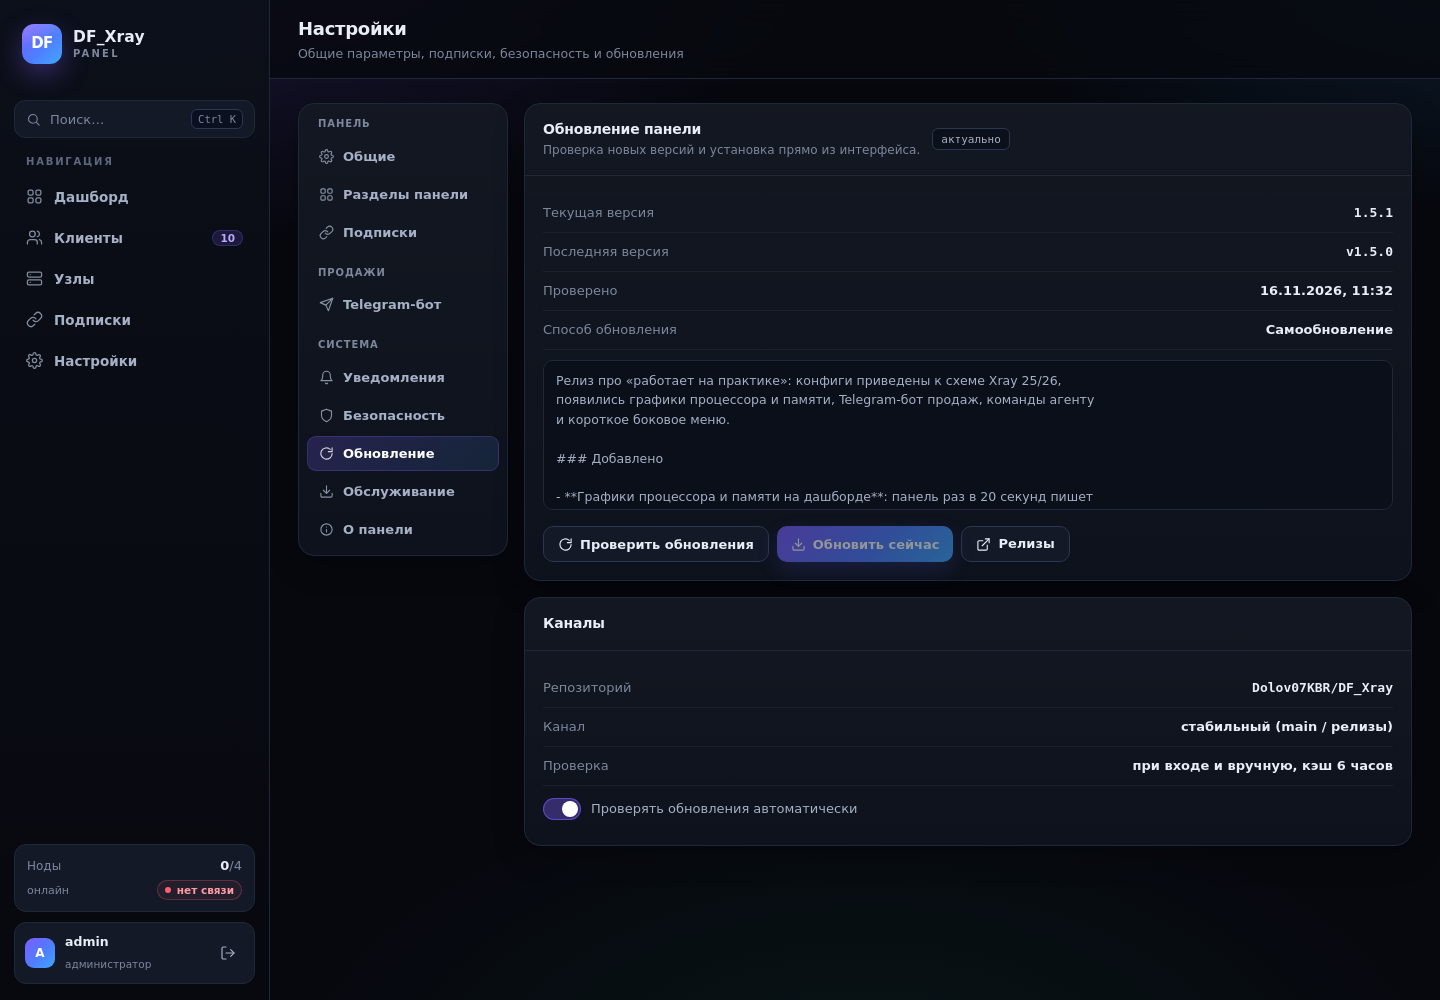 DF
DF_Xray
PANEL
Поиск...
Ctrl K
НАВИГАЦИЯ
Дашборд
Клиенты
10
Узлы
Подписки
Настройки
Ноды
0/4
онлайн
нет связи
A
admin
администратор
Настройки
Общие параметры, подписки, безопасность и обновления
ПАНЕЛЬ
Общие
Разделы панели
Подписки
ПРОДАЖИ
Telegram-бот
СИСТЕМА
Уведомления
Безопасность
Обновление
Обслуживание
О панели
Обновление панели
Проверка новых версий и установка прямо из интерфейса.
актуально
Текущая версия
1.5.1
Последняя версия
v1.5.0
Проверено
16.11.2026, 11:32
Способ обновления
Самообновление
Релиз про «работает на практике»: конфиги приведены к схеме Xray 25/26,
появились графики процессора и памяти, Telegram-бот продаж, команды агенту
и короткое боковое меню.
### Добавлено
- **Графики процессора и памяти на дашборде**: панель раз в 20 секунд пишет
Проверить обновления
Обновить сейчас
Релизы
Каналы
Репозиторий
Dolov07KBR/DF_Xray
Канал
стабильный (main / релизы)
Проверка
при входе и вручную, кэш 6 часов
Проверять обновления автоматически